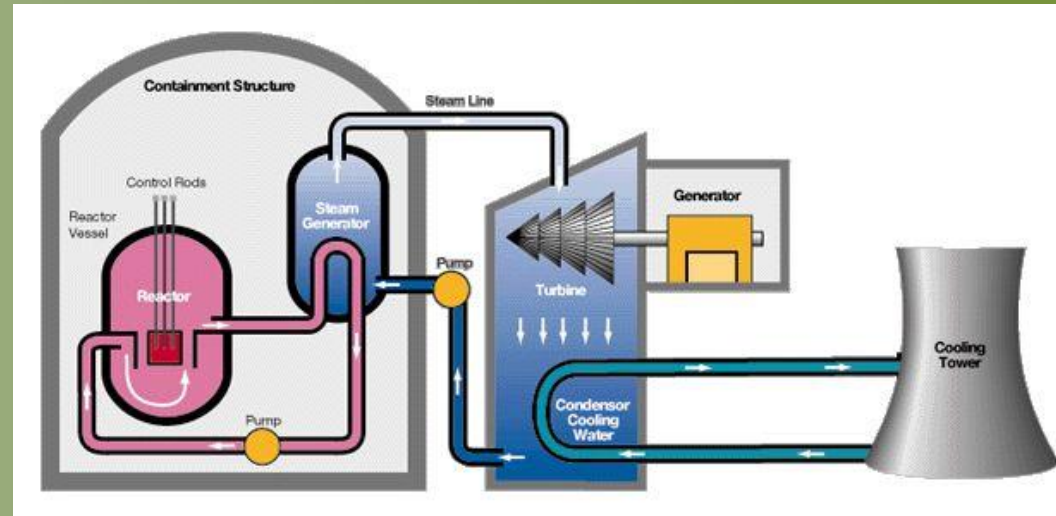 Containment Structure
Steam Line
Control Rods
Reactor
Vessel
Steam
Generator
Generator
Pump
Reactor
Turbine
Cooling
Tower
Condensor
Cooling
Water
Pump